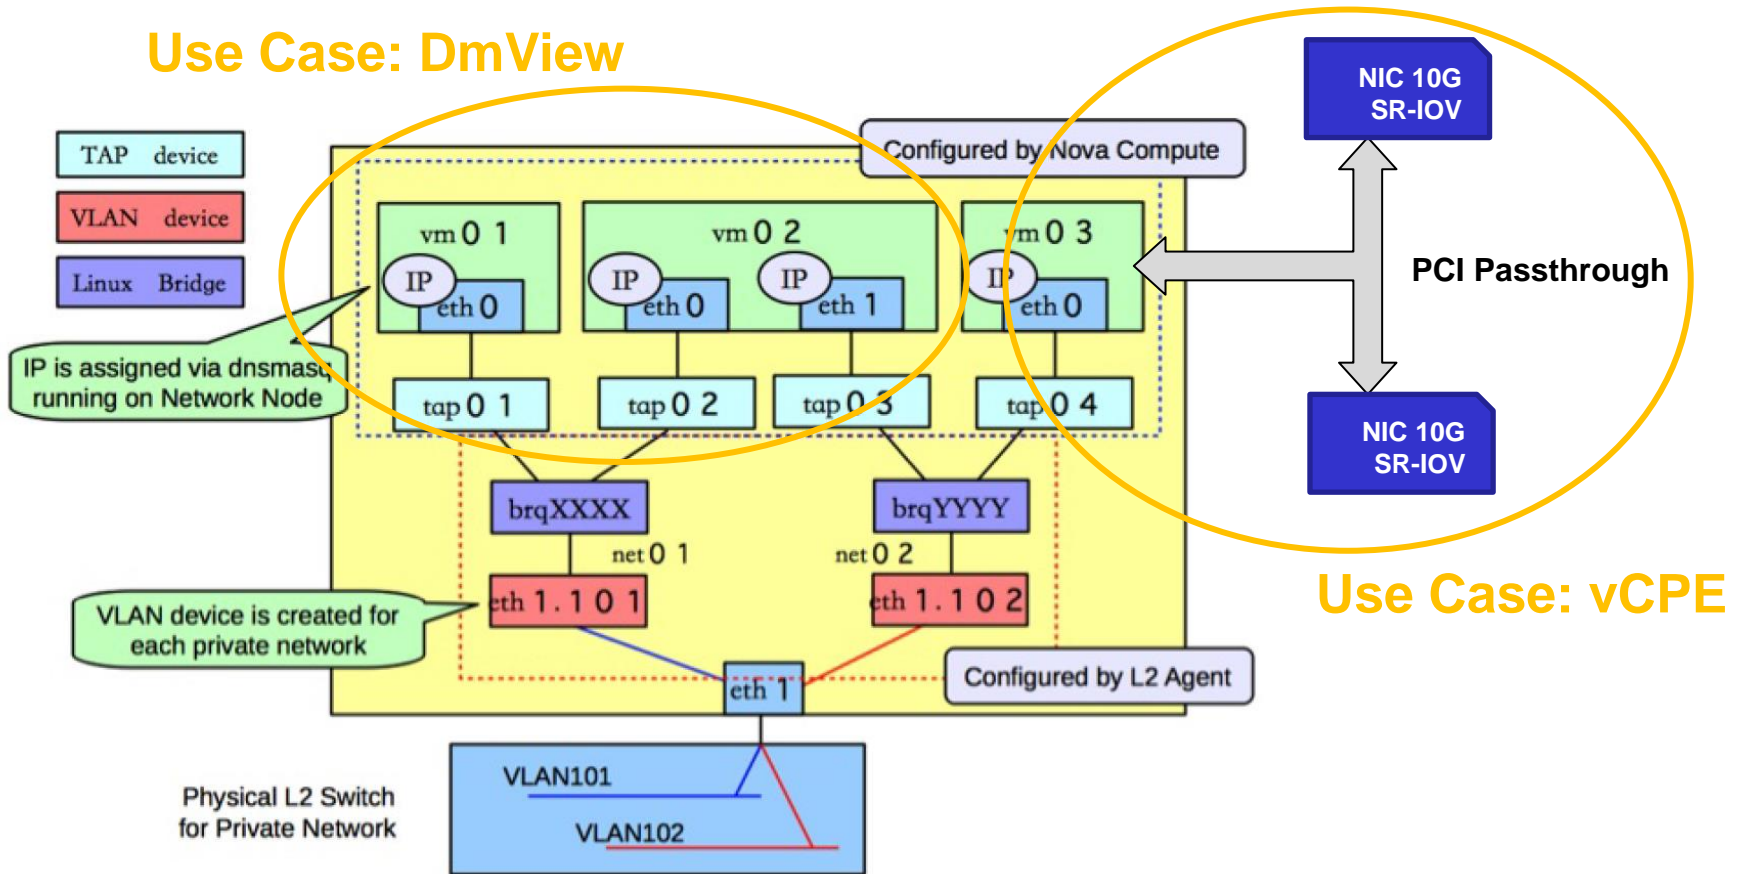 Use Case: DmView
NIC 10G
SR-IOV
TAP device
VLAN device
Linux Bridge
Configured by Nova Compute
vm 0 1
vm 0 2
vm 0 3
IP
IP
IP
IP
eth 0
eth 0
eth 1
eth 0
PCI Passthrough
IP is assigned via dnsmasq
running on Network Node
tap 0 1
tap 0 2
tap 0 3
tap 0 4
NIC 10G
SR-IOV
brqXXXX
brqYYYY
net 0 1
net 0 2
eth 1 . 1 0 1
eth 1 . 1 0 2
Use Case: vCPE
VLAN device is created for
each private network
Configured by L2 Agent
eth 1
Physical L2 Switch
for Private Network
VLAN101
VLAN102